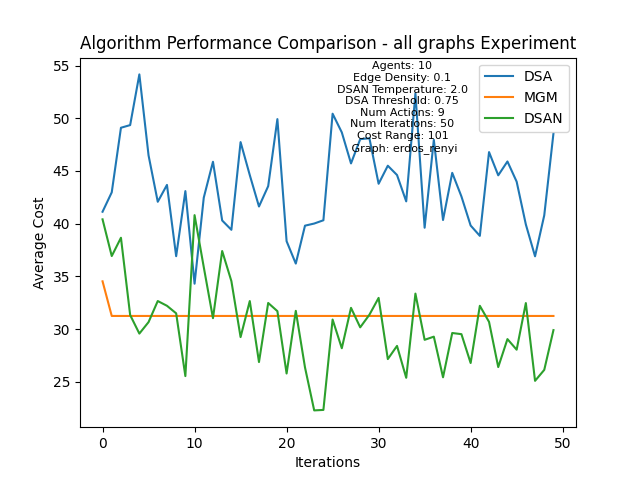 Algorithm Performance Comparison - all graphs Experiment
Agents: 10
Edge Density: 0.1
DSAN Temperature: 2.0
DSA Threshold: 0.75
Num Actions: 9
Num Iterations: 50
Cost Range: 101
Graph: erdos_renyi
DSA
MGM
DSAN
Average Cost
55
50
45
40
35
30
25
0
10
20
30
40
50
Iterations